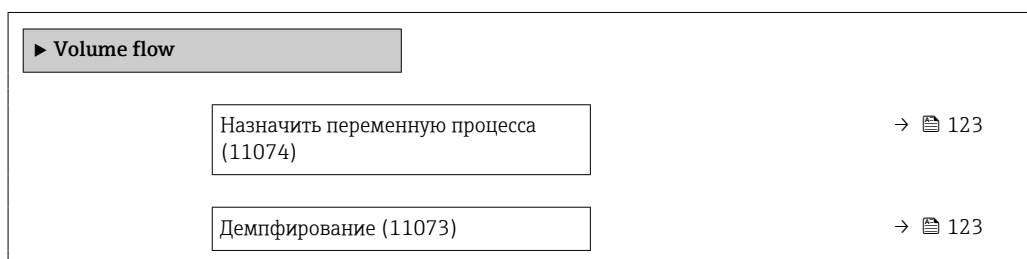 ▶ Volume flow
Назначить переменную процесса → 123
(11074)
Демпфирование (11073) → 123